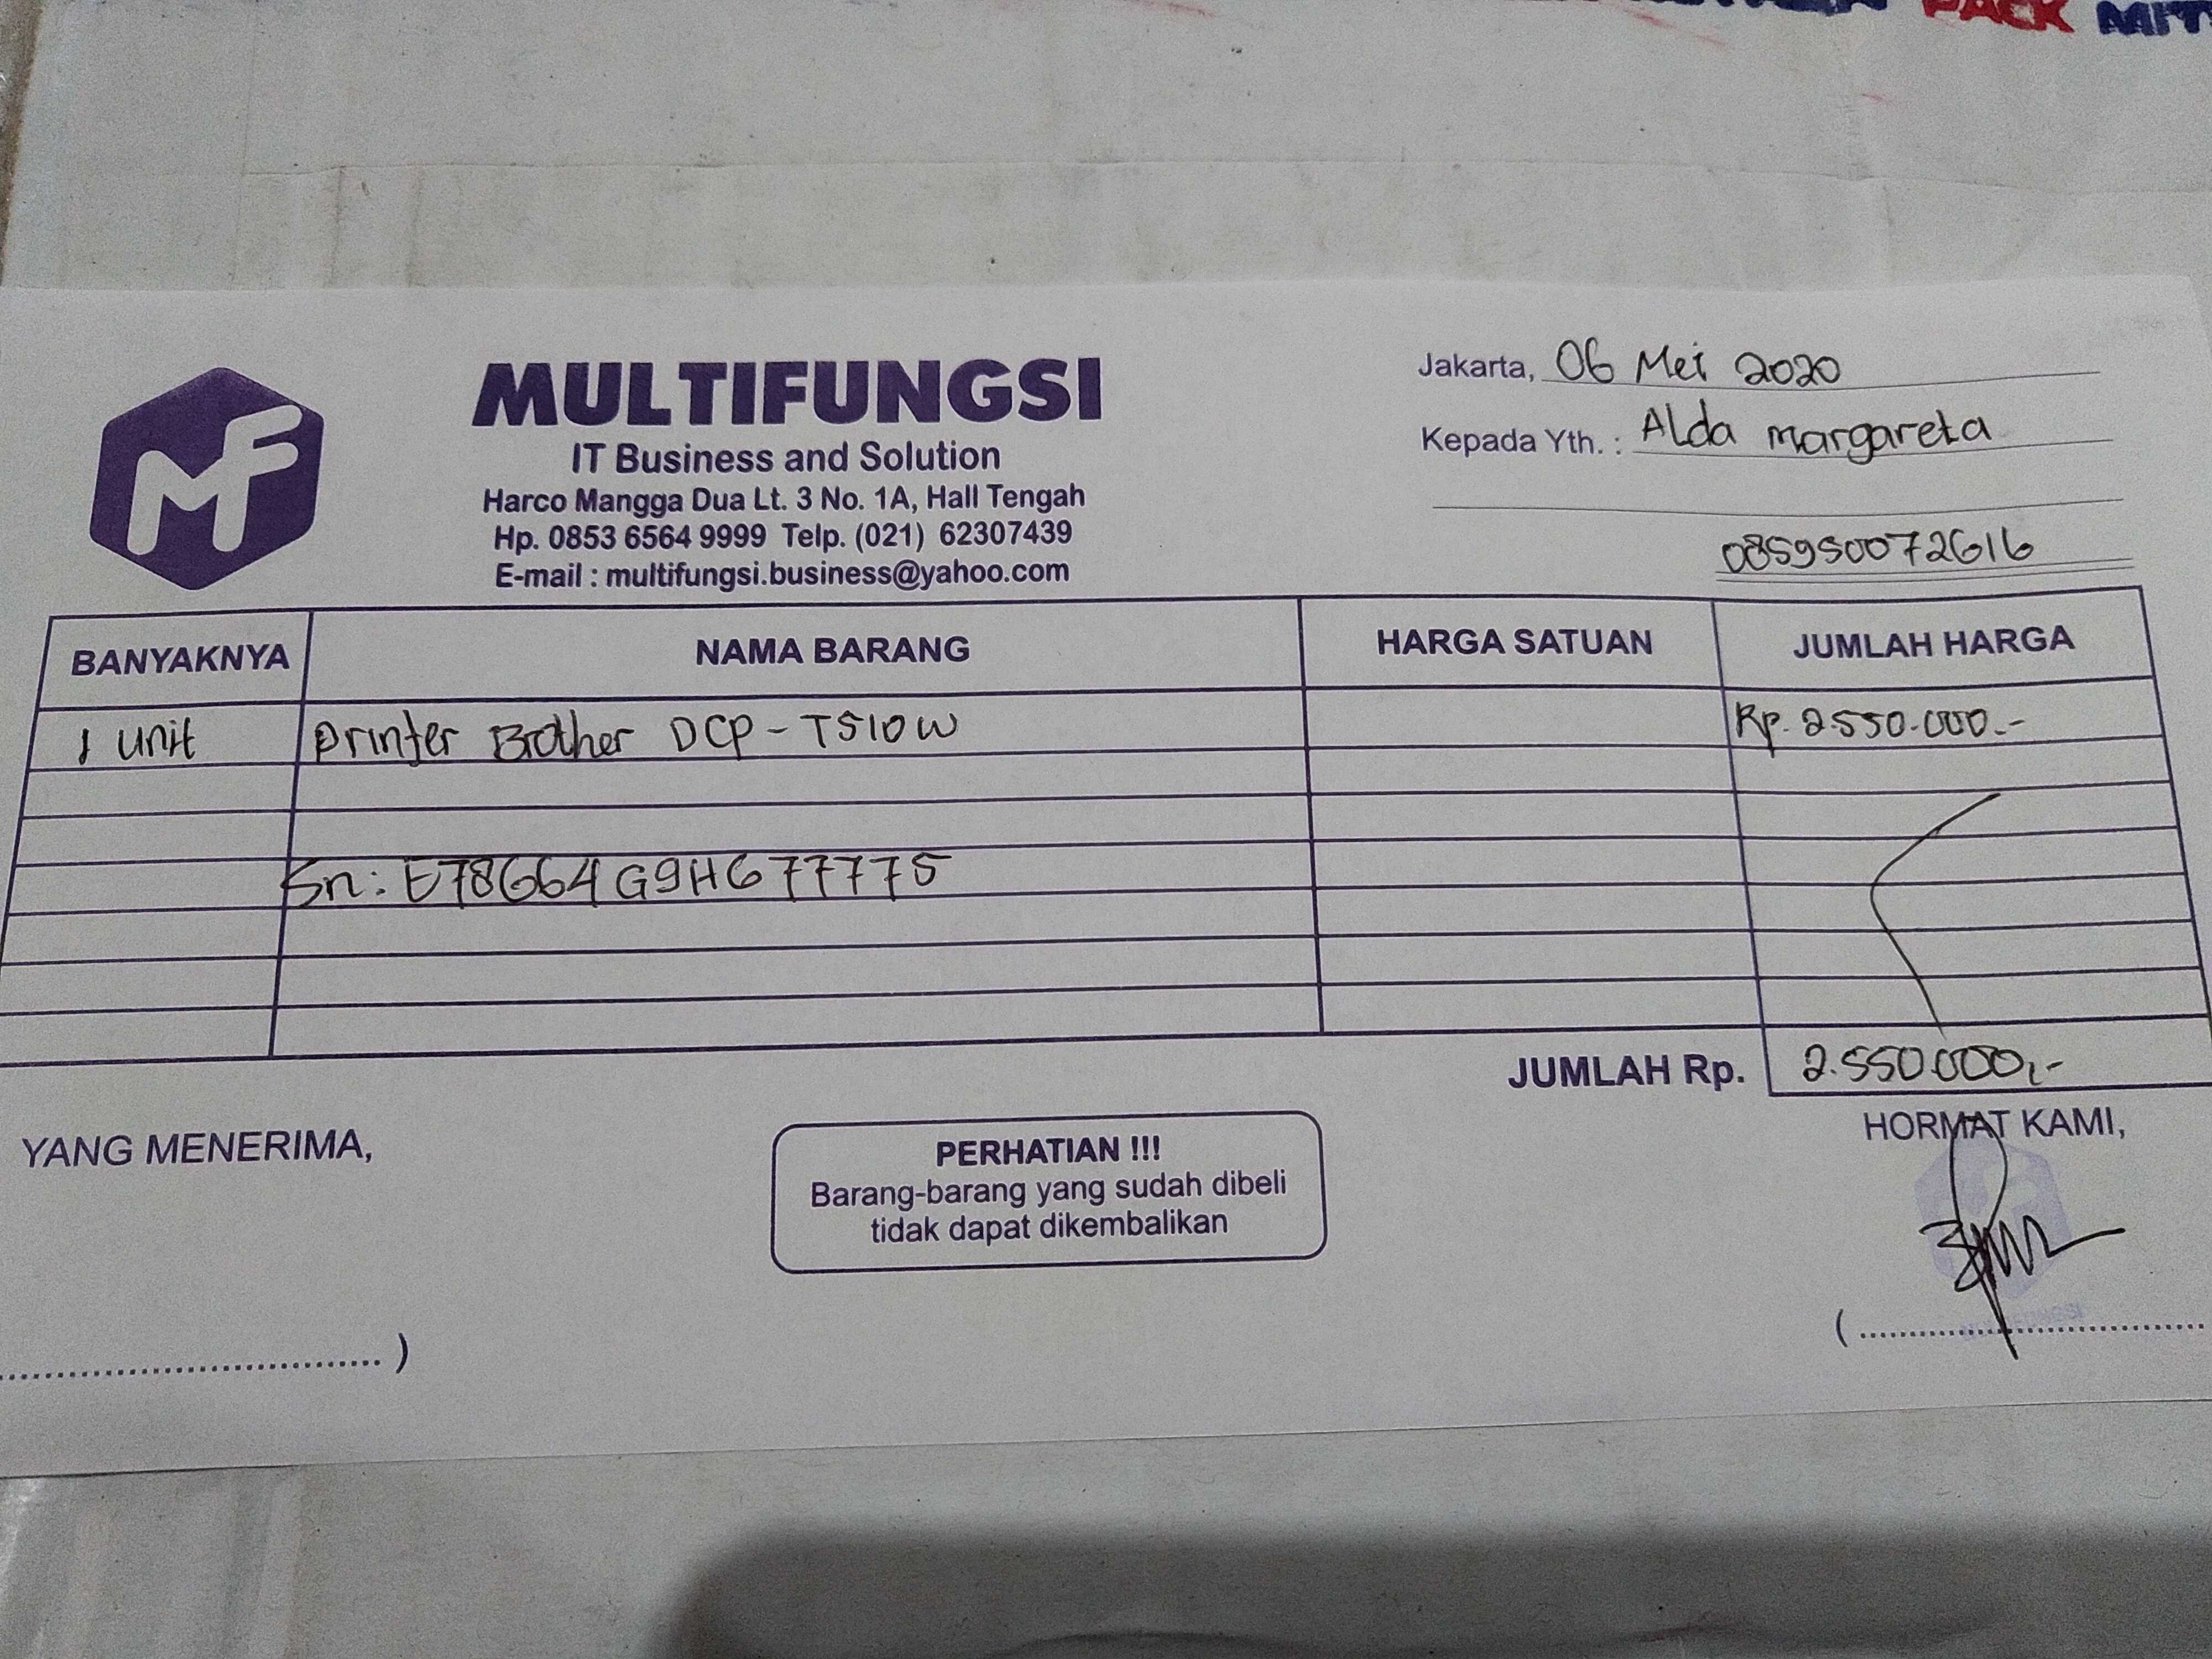 PACK MIT
MF
MULTIFUNGSI
IT Business and Solution
Harco Mangga Dua Lt. 3 No. 1A, Hall Tengah
Hp. 0853 6564 9999 Telp. (021) 62307439
E-mail : multifungsi.business@yahoo.com
Jakarta, 06 Mei 2020
Kepada Yth. : Alda Margareta
085950072616
BANYAKNYA NAMA BARANG HARGA SATUAN JUMLAH HARGA
1 unit Printer Brother DCP-T510W Rp. 2.550.000.-
Sn: E78664G9H677775
JUMLAH Rp. 2.550.000,-
YANG MENERIMA,
PERHATIAN !!!
Barang-barang yang sudah dibeli
tidak dapat dikembalikan
HORMAT KAMI,